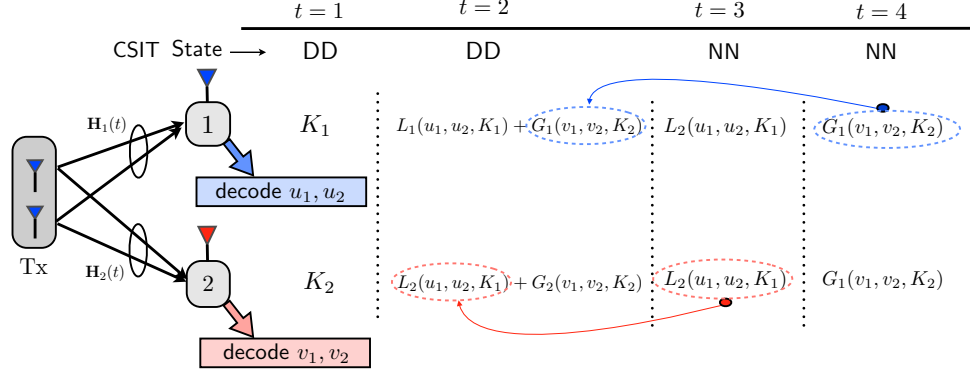 t = 1 t = 2 t = 3 t = 4
CSIT State DD DD NN NN
H₁(t) 1 K₁ L₁(u₁, u₂, K₁) + G₁(v₁, v₂, K₂) L₂(u₁, u₂, K₁) G₁(v₁, v₂, K₂)
decode u₁, u₂
Tx
H₂(t) 2 K₂ L₂(u₁, u₂, K₁) + G₂(v₁, v₂, K₂) L₂(u₁, u₂, K₁) G₁(v₁, v₂, K₂)
decode v₁, v₂